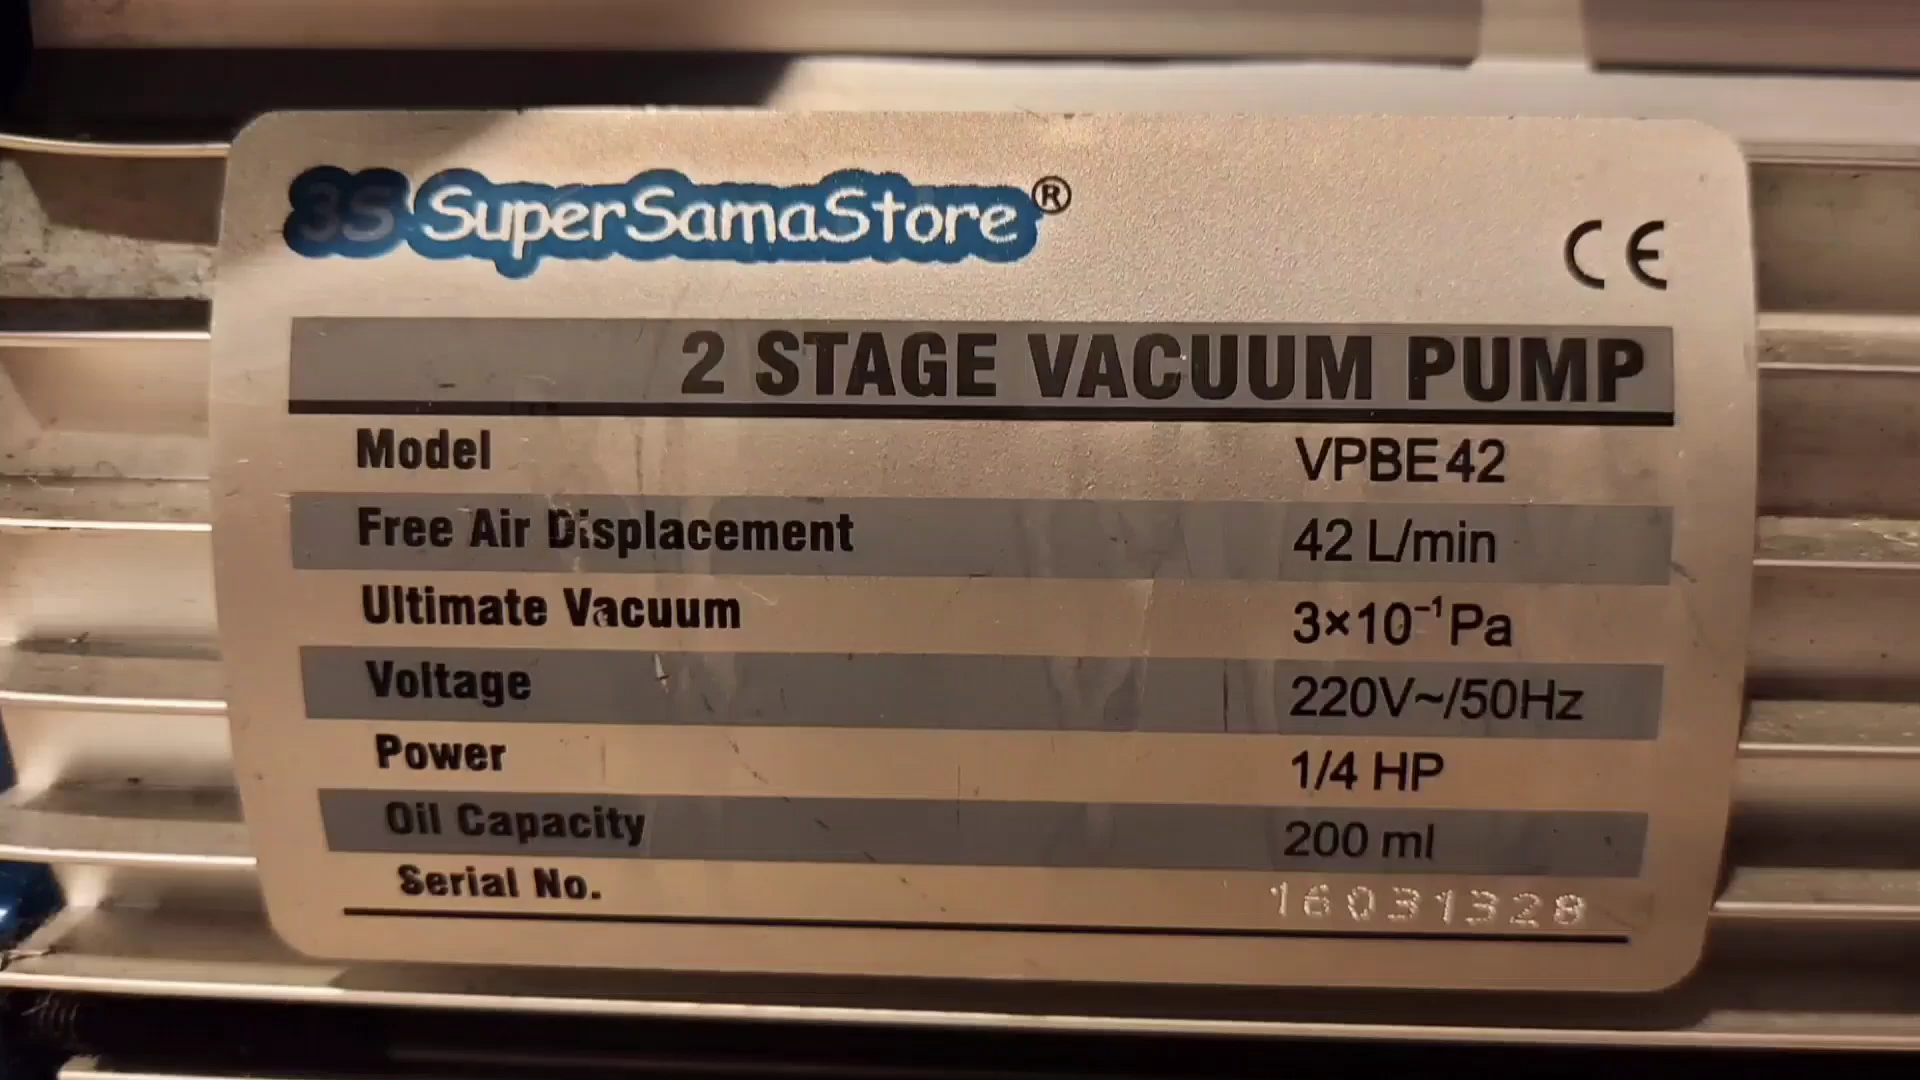 3S SuperSamaStore®
CE
2 STAGE VACUUM PUMP
Model VPBE42
Free Air Displacement 42 L/min
Ultimate Vacuum 3×10⁻¹Pa
Voltage 220V~/50Hz
Power 1/4 HP
Oil Capacity 200 ml
Serial No. 16031328